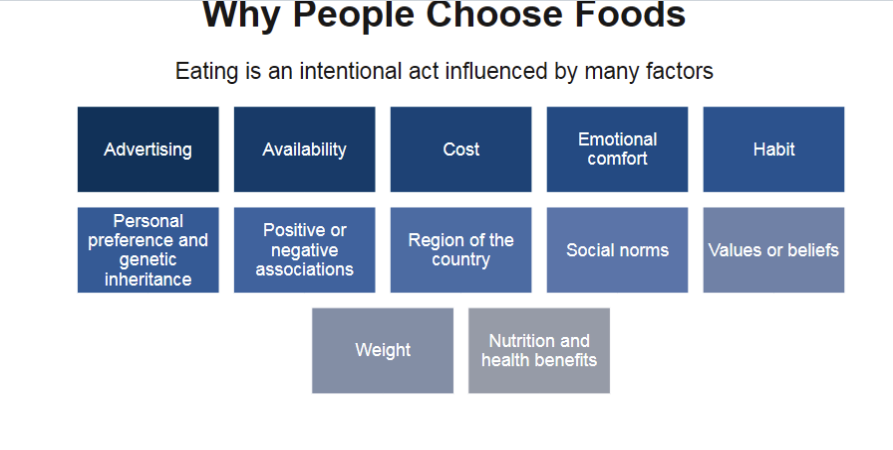 Why People Choose Foods
Eating is an intentional act influenced by many factors
Advertising
Availability
Cost
Emotional
comfort
Habit
Personal
preference and
genetic
inheritance
Positive or
negative
associations
Region of the
country
Social norms
Values or beliefs
Weight
Nutrition and
health benefits